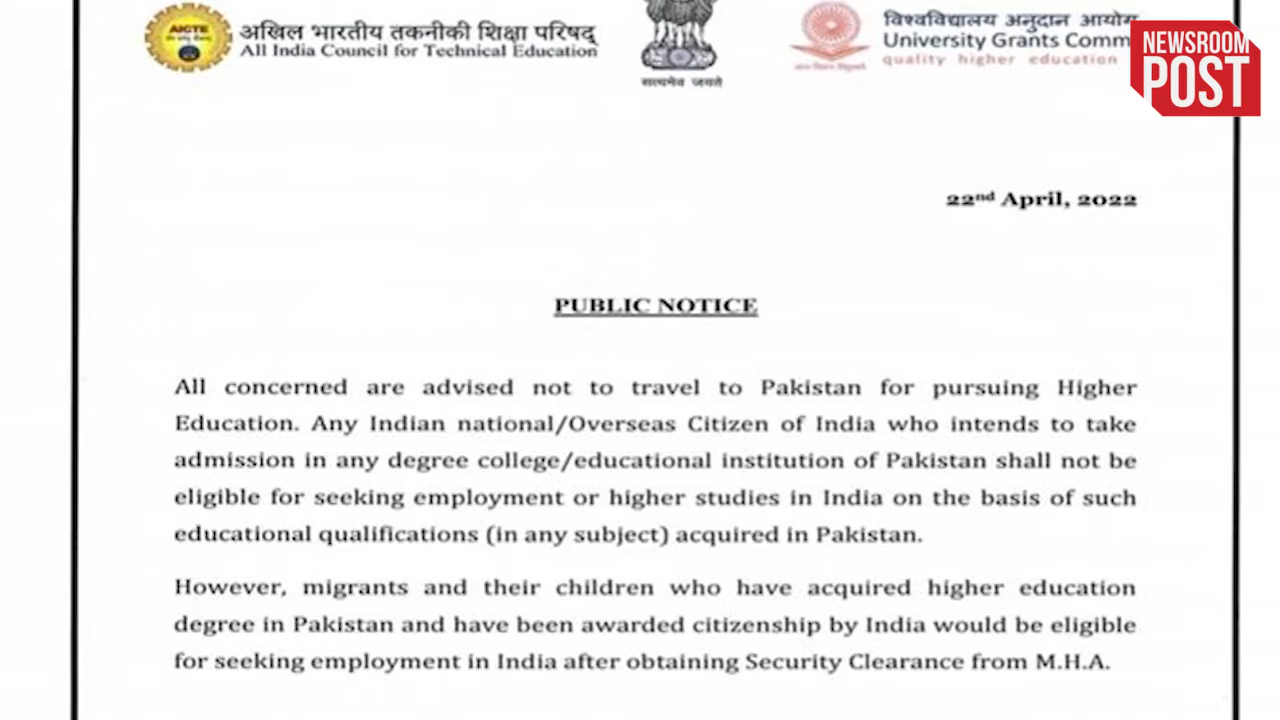 AICTE
अखिल भारतीय तकनीकी शिक्षा परिषद्
All India Council for Technical Education
सत्यमेव जयते
विश्वविद्यालय अनुदान आयोग
University Grants Comm
quality higher education
NEWSROOM
POST
22nd April, 2022
PUBLIC NOTICE
All concerned are advised not to travel to Pakistan for pursuing Higher
Education. Any Indian national/Overseas Citizen of India who intends to take
admission in any degree college/educational institution of Pakistan shall not be
eligible for seeking employment or higher studies in India on the basis of such
educational qualifications (in any subject) acquired in Pakistan.
However, migrants and their children who have acquired higher education
degree in Pakistan and have been awarded citizenship by India would be eligible
for seeking employment in India after obtaining Security Clearance from M.H.A.